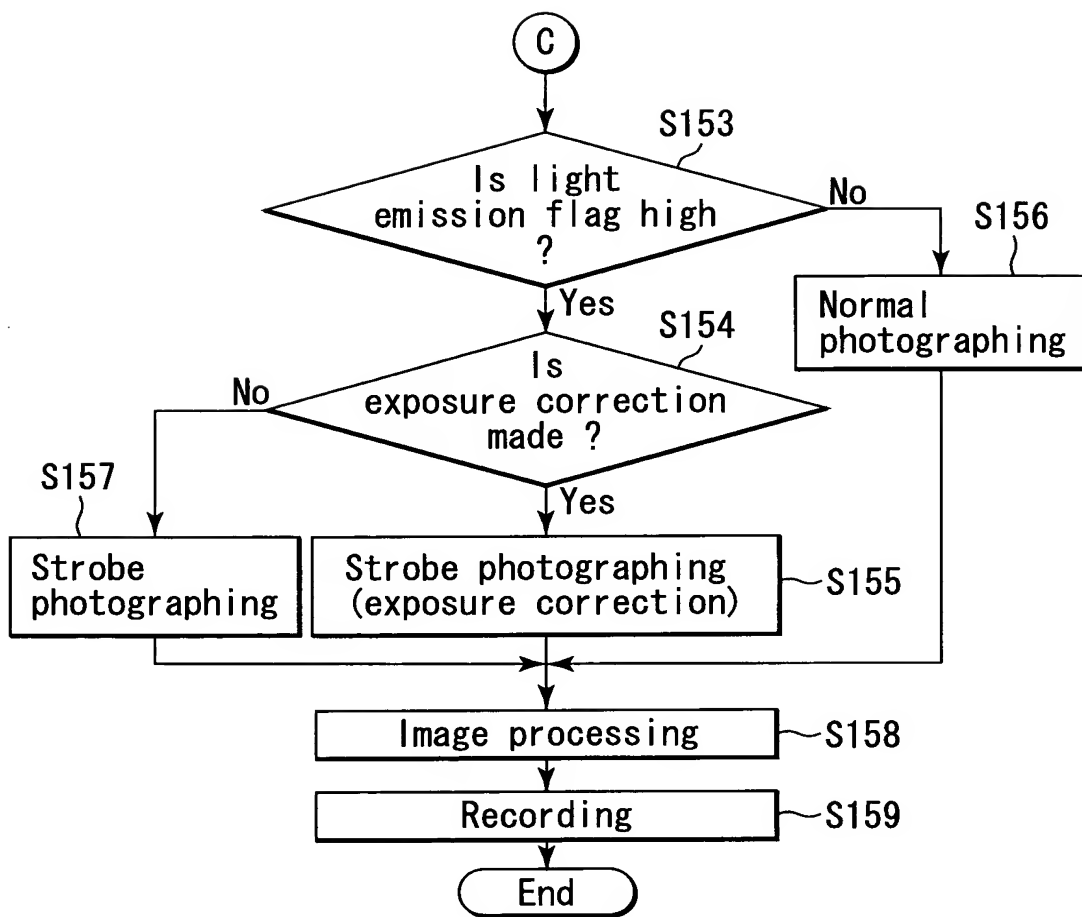 C
S153
Is light
emission flag high
?
No
S156
Yes
Normal
photographing
S154
Is
exposure correction
made ?
No
S157
Yes
Strobe
photographing
Strobe photographing
(exposure correction)
S155
Image processing
S158
Recording
S159
End